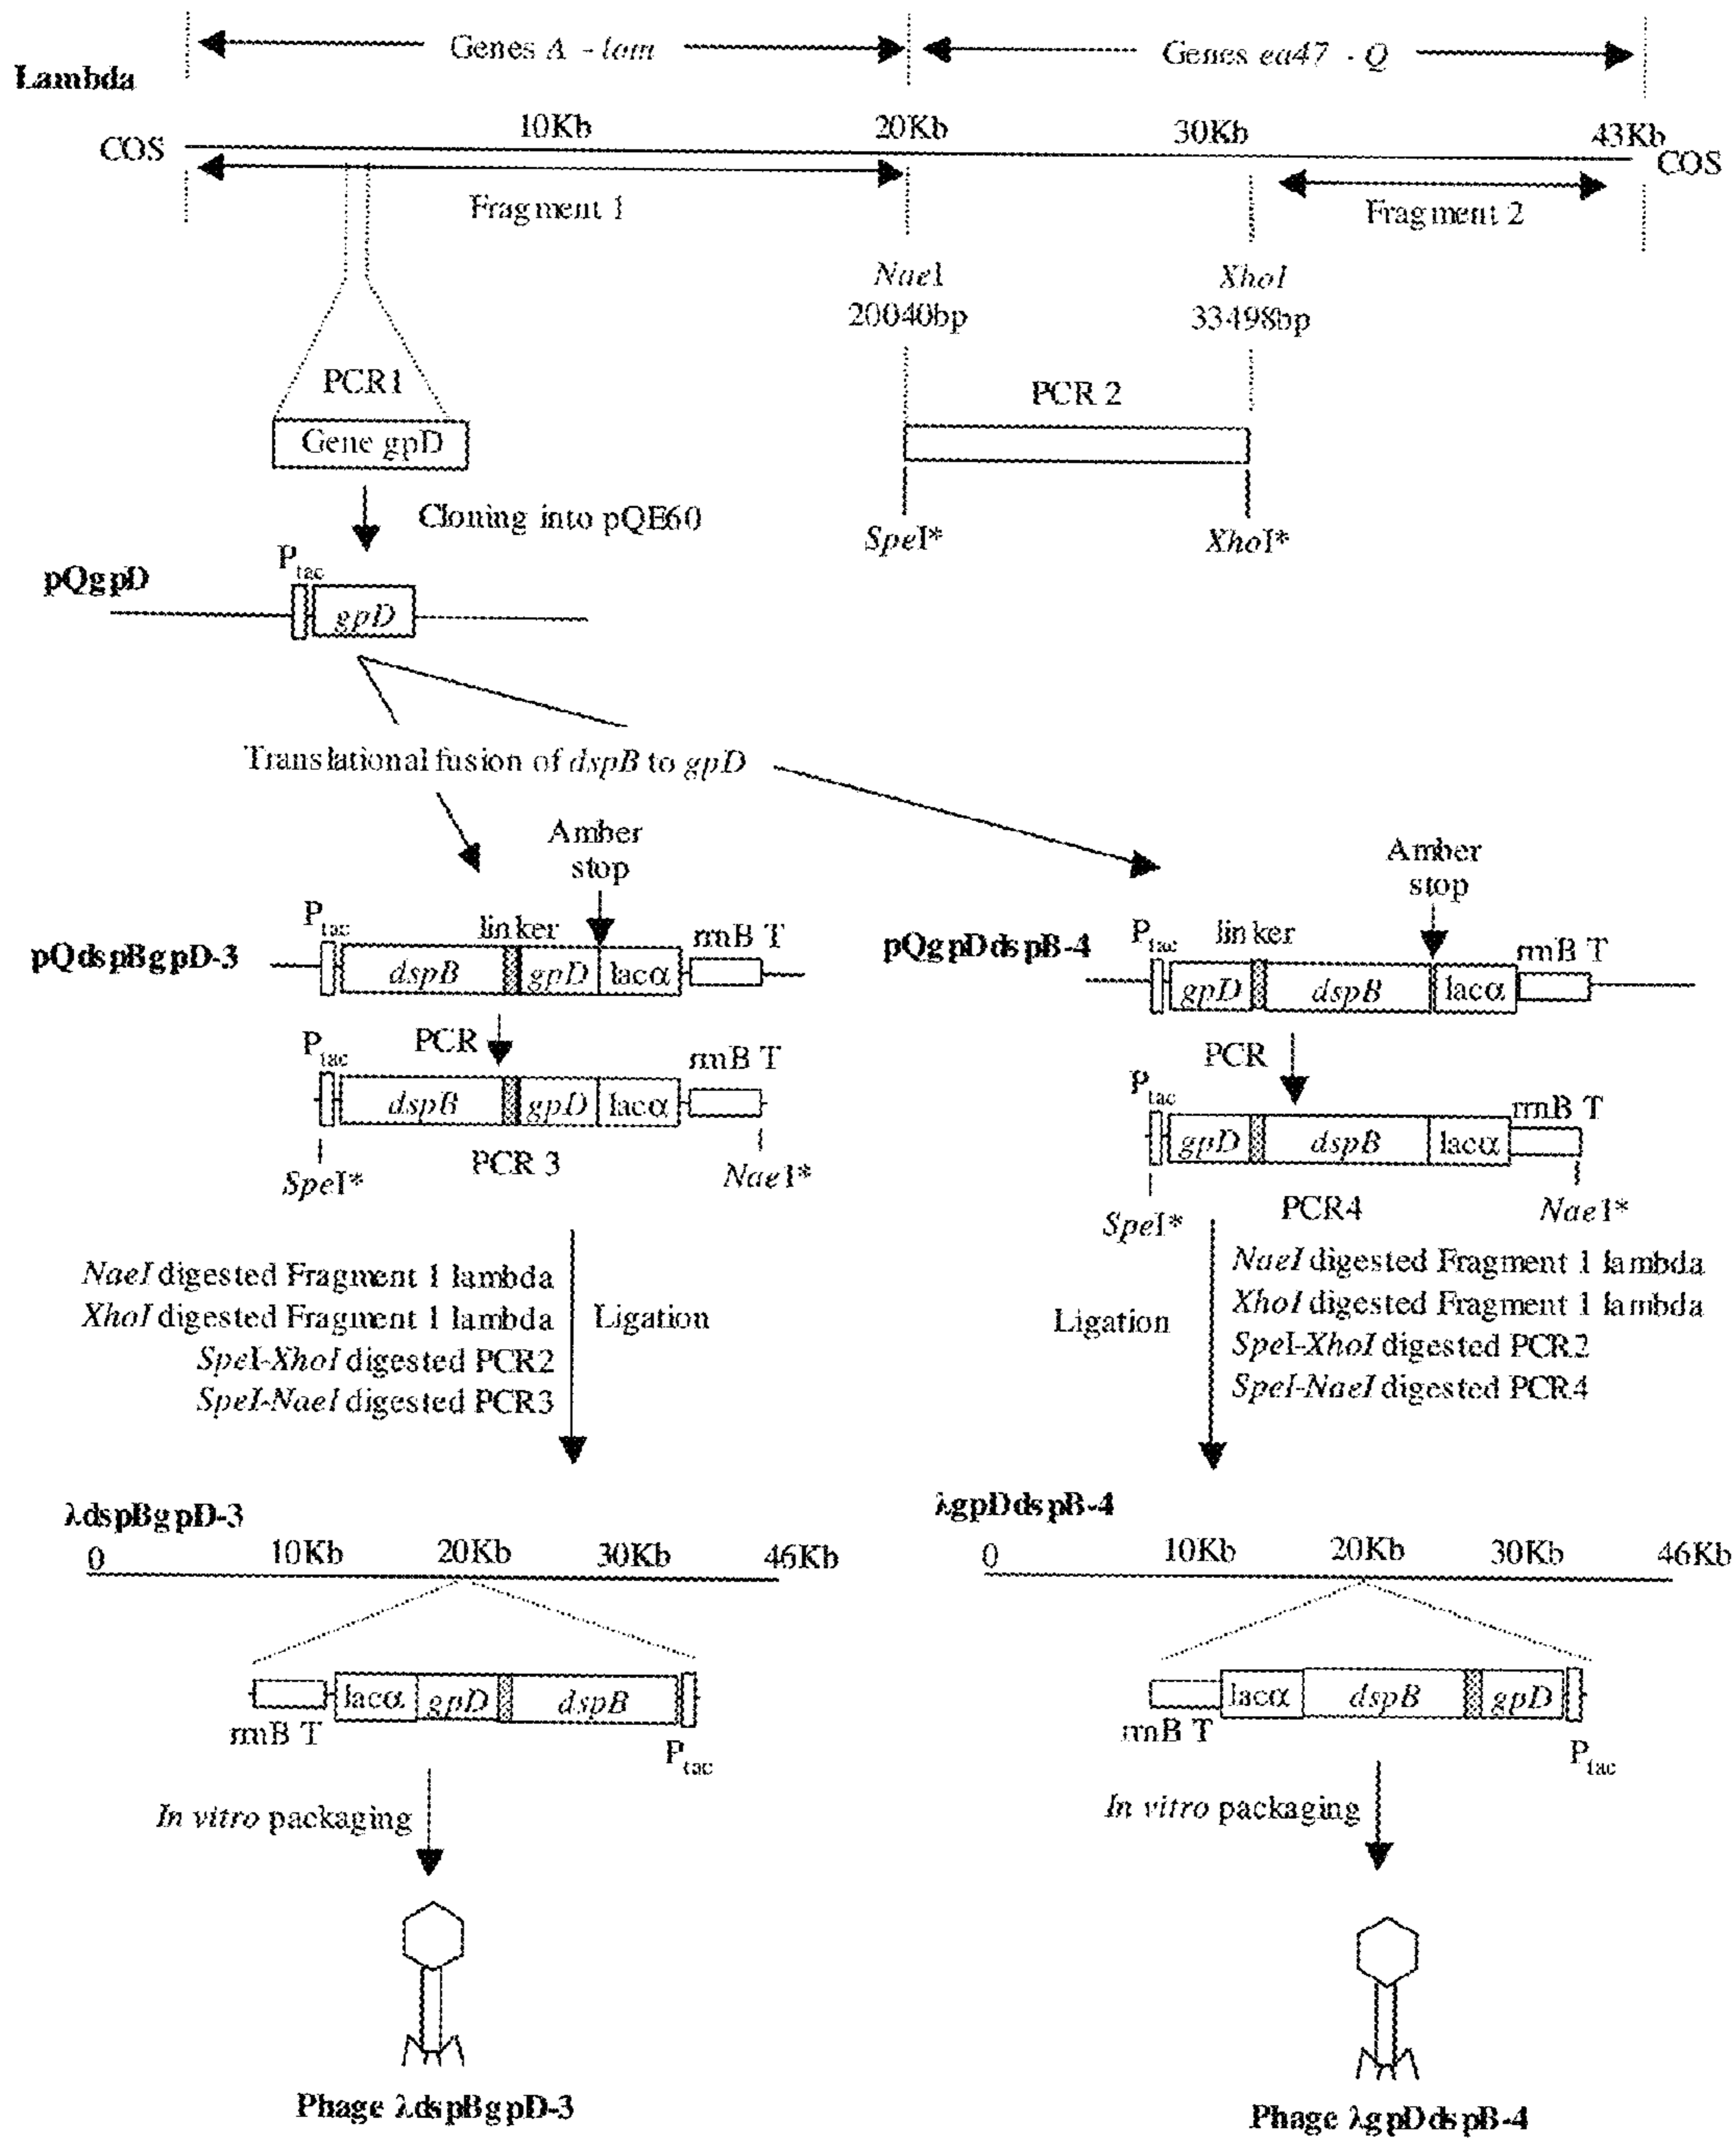 Genes A - lom
Genes ea47 - Q
Lambda
10Kb
20Kb
30Kb
43Kb
COS
COS
Fragment 1
Fragment 2
NaeI
20040bp
XhoI
33498bp
PCR1
PCR 2
Gene gpD
Cloning into pQE60
SpeI*
XhoI*
Ptac
pQgpD
gpD
Translational fusion of dspB to gpD
Amber
stop
Amber
stop
Ptac
linker
rrnB T
pQdspBgpD-3
dspB
gpD
lacα
Ptac
linker
rrnB T
pQgpDdspB-4
gpD
dspB
lacα
PCR
Ptac
rrnB T
dspB
gpD
lacα
SpeI*
PCR 3
NaeI*
PCR
Ptac
rrnB T
gpD
dspB
lacα
SpeI*
PCR4
NaeI*
NaeI digested Fragment 1 lambda
XhoI digested Fragment 1 lambda
SpeI-XhoI digested PCR2
SpeI-NaeI digested PCR3
Ligation
Ligation
NaeI digested Fragment 1 lambda
XhoI digested Fragment 1 lambda
SpeI-XhoI digested PCR2
SpeI-NaeI digested PCR4
λdspBgpD-3
0
10Kb
20Kb
30Kb
46Kb
λgpDdspB-4
0
10Kb
20Kb
30Kb
46Kb
lacα
gpD
dspB
rrnB T
Ptac
lacα
dspB
gpD
rrnB T
Ptac
In vitro packaging
In vitro packaging
Phage λdspBgpD-3
Phage λgpDdspB-4